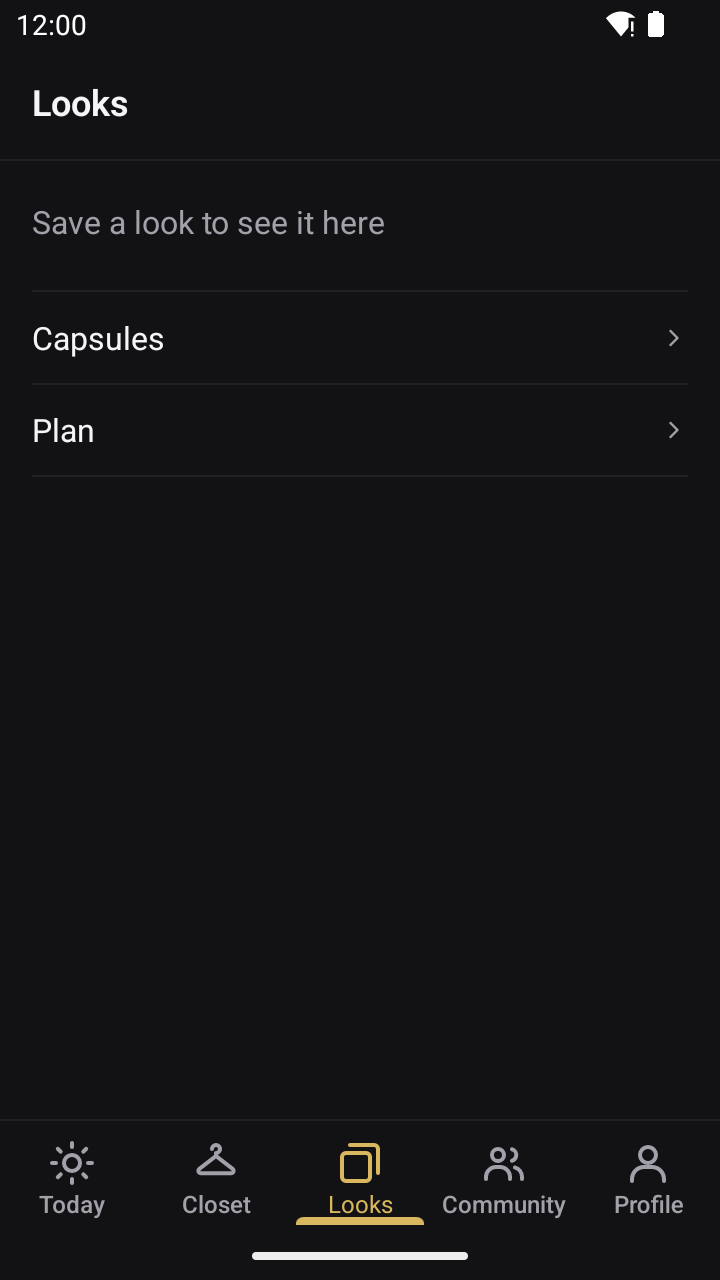 12:00
Looks
Save a look to see it here
Capsules
Plan
Today
Closet
Looks
Community
Profile